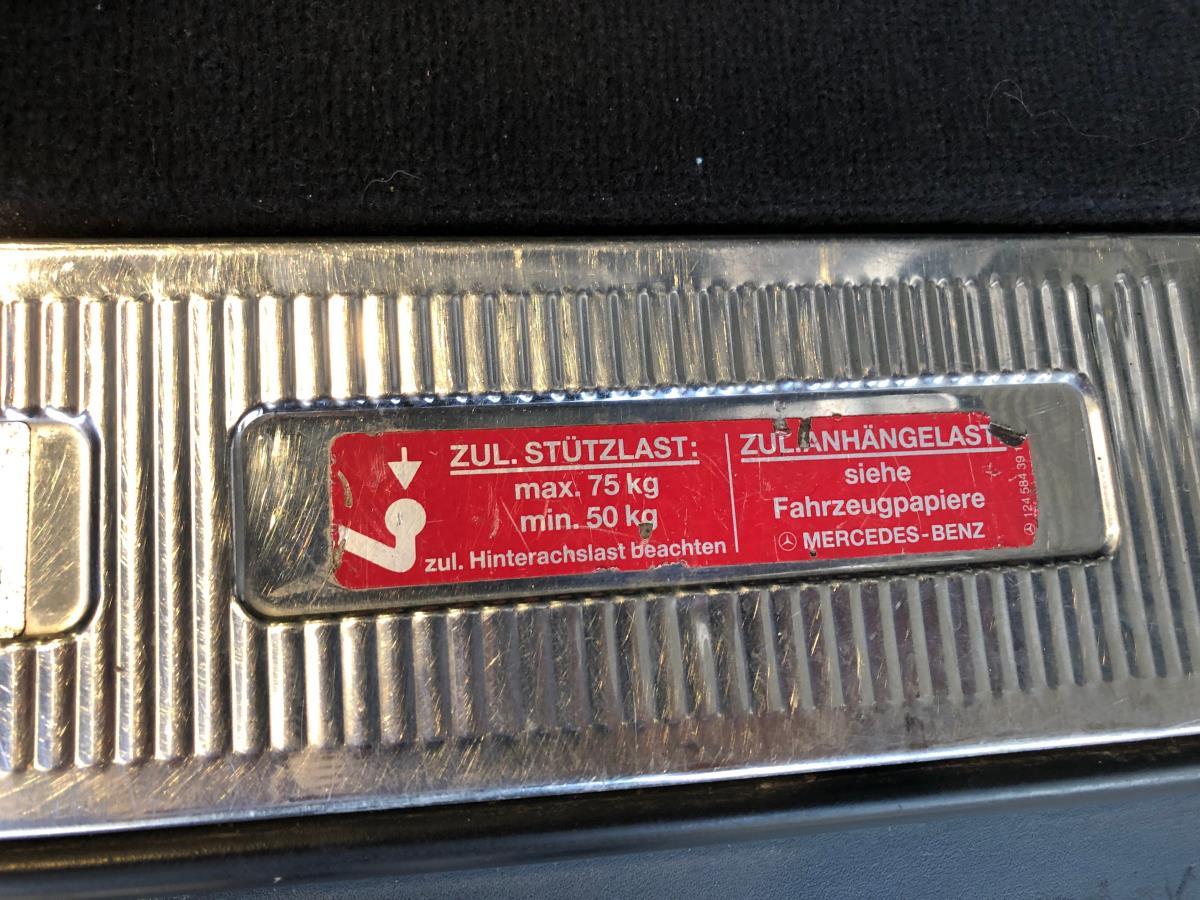 ZUL. STÜTZLAST:
max. 75 kg
min. 50 kg
zul. Hinterachslast beachten
ZUL. ANHÄNGELAST:
siehe
Fahrzeugpapiere
MERCEDES-BENZ
124 584 39